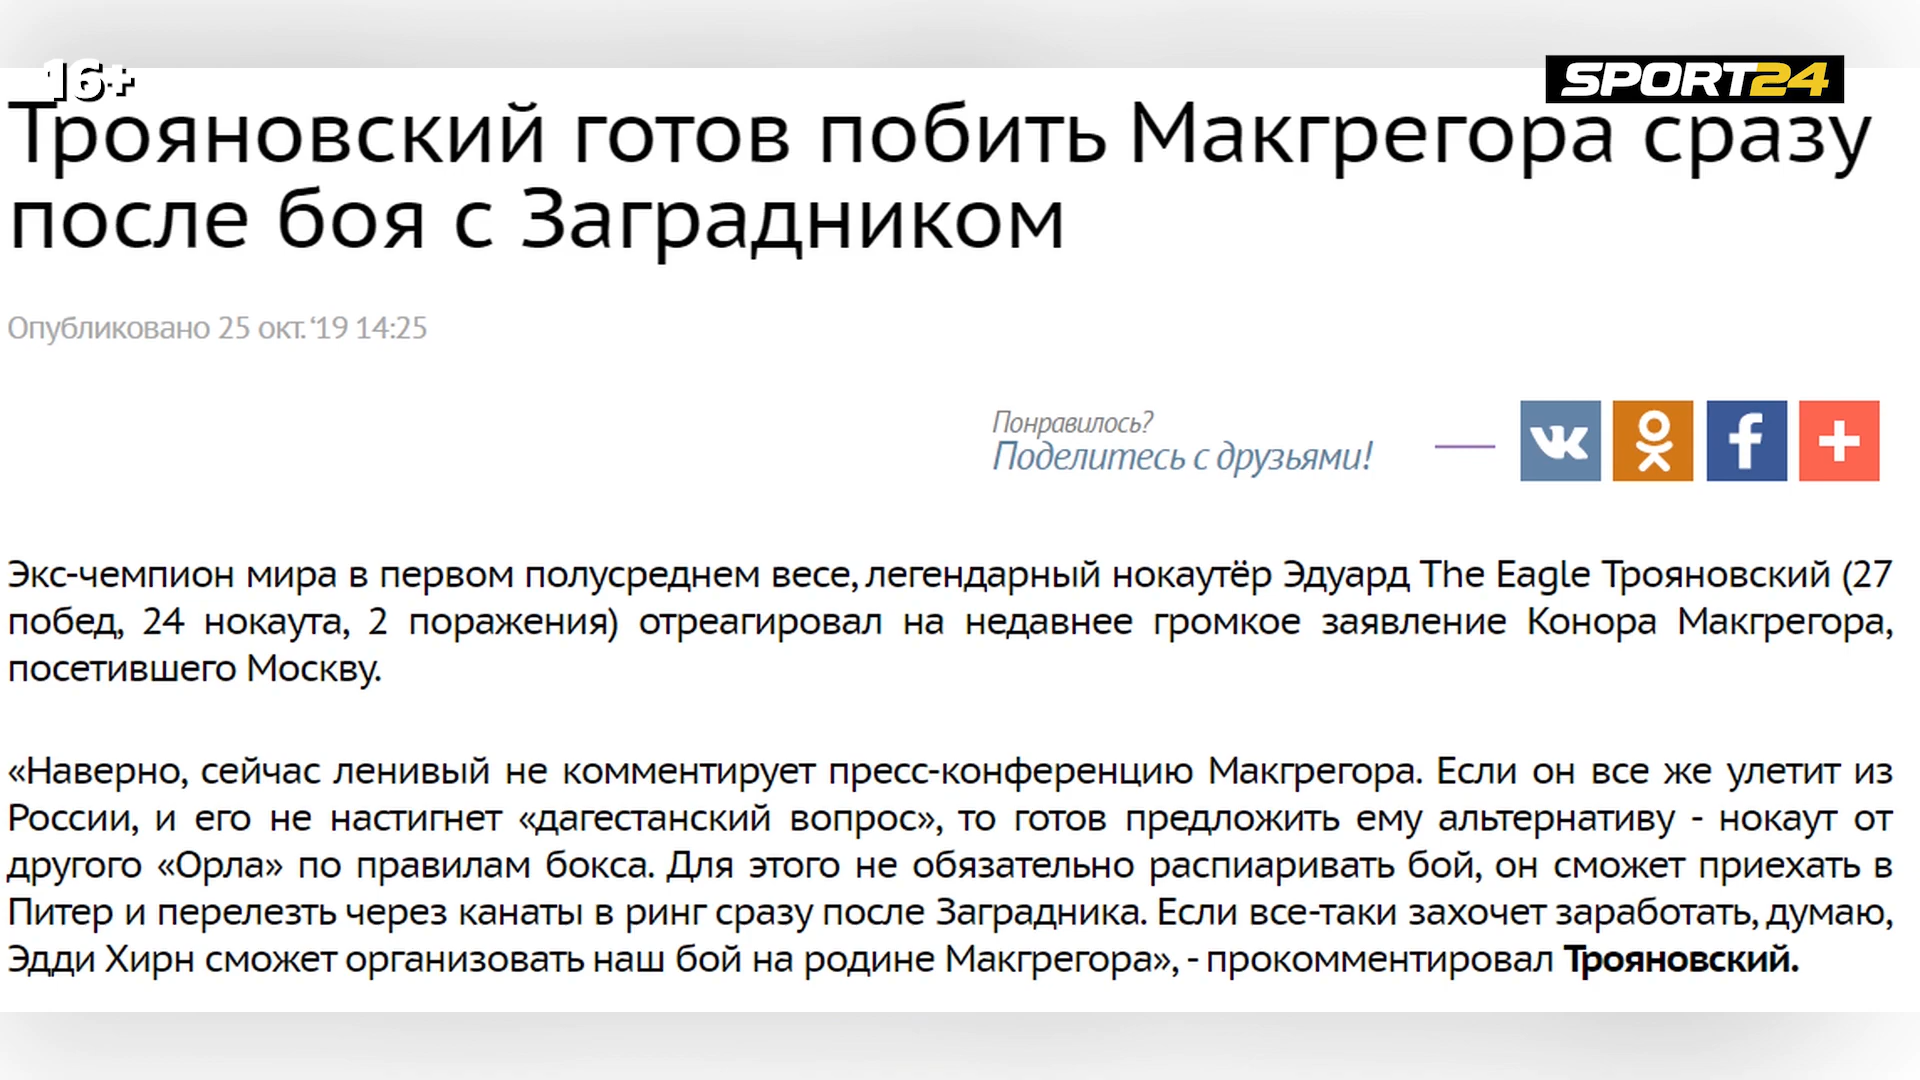 16+
SPORT24
Трояновский готов побить Макгрегора сразу
после боя с Заградником
Опубликовано 25 окт. ‘19 14:25
Понравилось?
Поделитесь с друзьями!
Экс-чемпион мира в первом полусреднем весе, легендарный нокаутёр Эдуард The Eagle Трояновский (27
побед, 24 нокаута, 2 поражения) отреагировал на недавнее громкое заявление Конора Макгрегора,
посетившего Москву.
«Наверно, сейчас ленивый не комментирует пресс-конференцию Макгрегора. Если он все же улетит из
России, и его не настигнет «дагестанский вопрос», то готов предложить ему альтернативу - нокаут от
другого «Орла» по правилам бокса. Для этого не обязательно распиаривать бой, он сможет приехать в
Питер и перелезть через канаты в ринг сразу после Заградника. Если все-таки захочет заработать, думаю,
Эдди Хирн сможет организовать наш бой на родине Макгрегора», - прокомментировал Трояновский.